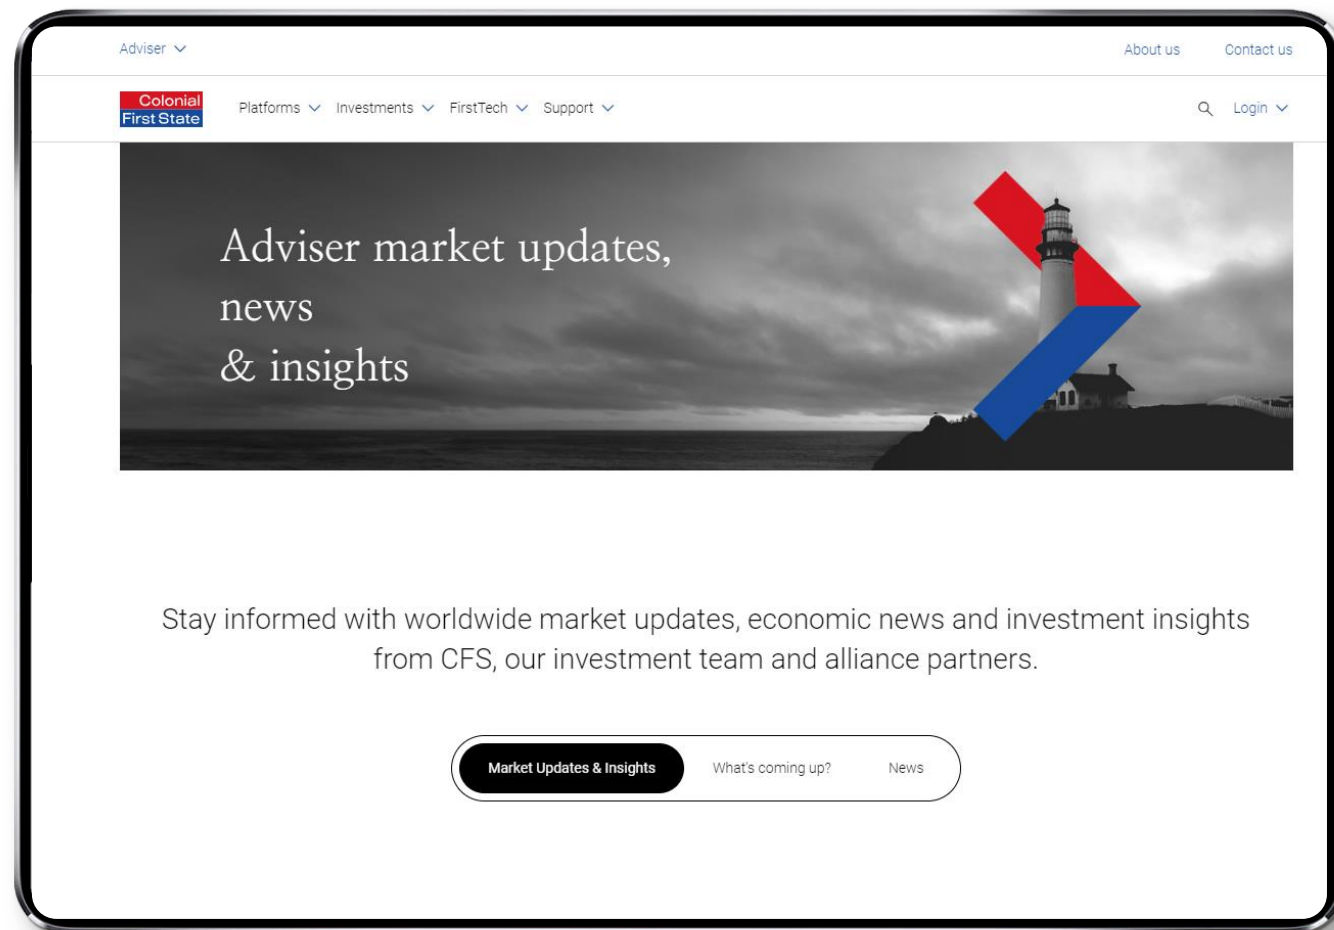 Adviser
About us
Contact us
Colonial
First State
Platforms
Investments
FirstTech
Support
Login
Adviser market updates,
news
& insights
Stay informed with worldwide market updates, economic news and investment insights
from CFS, our investment team and alliance partners.
Market Updates & Insights
What's coming up?
News